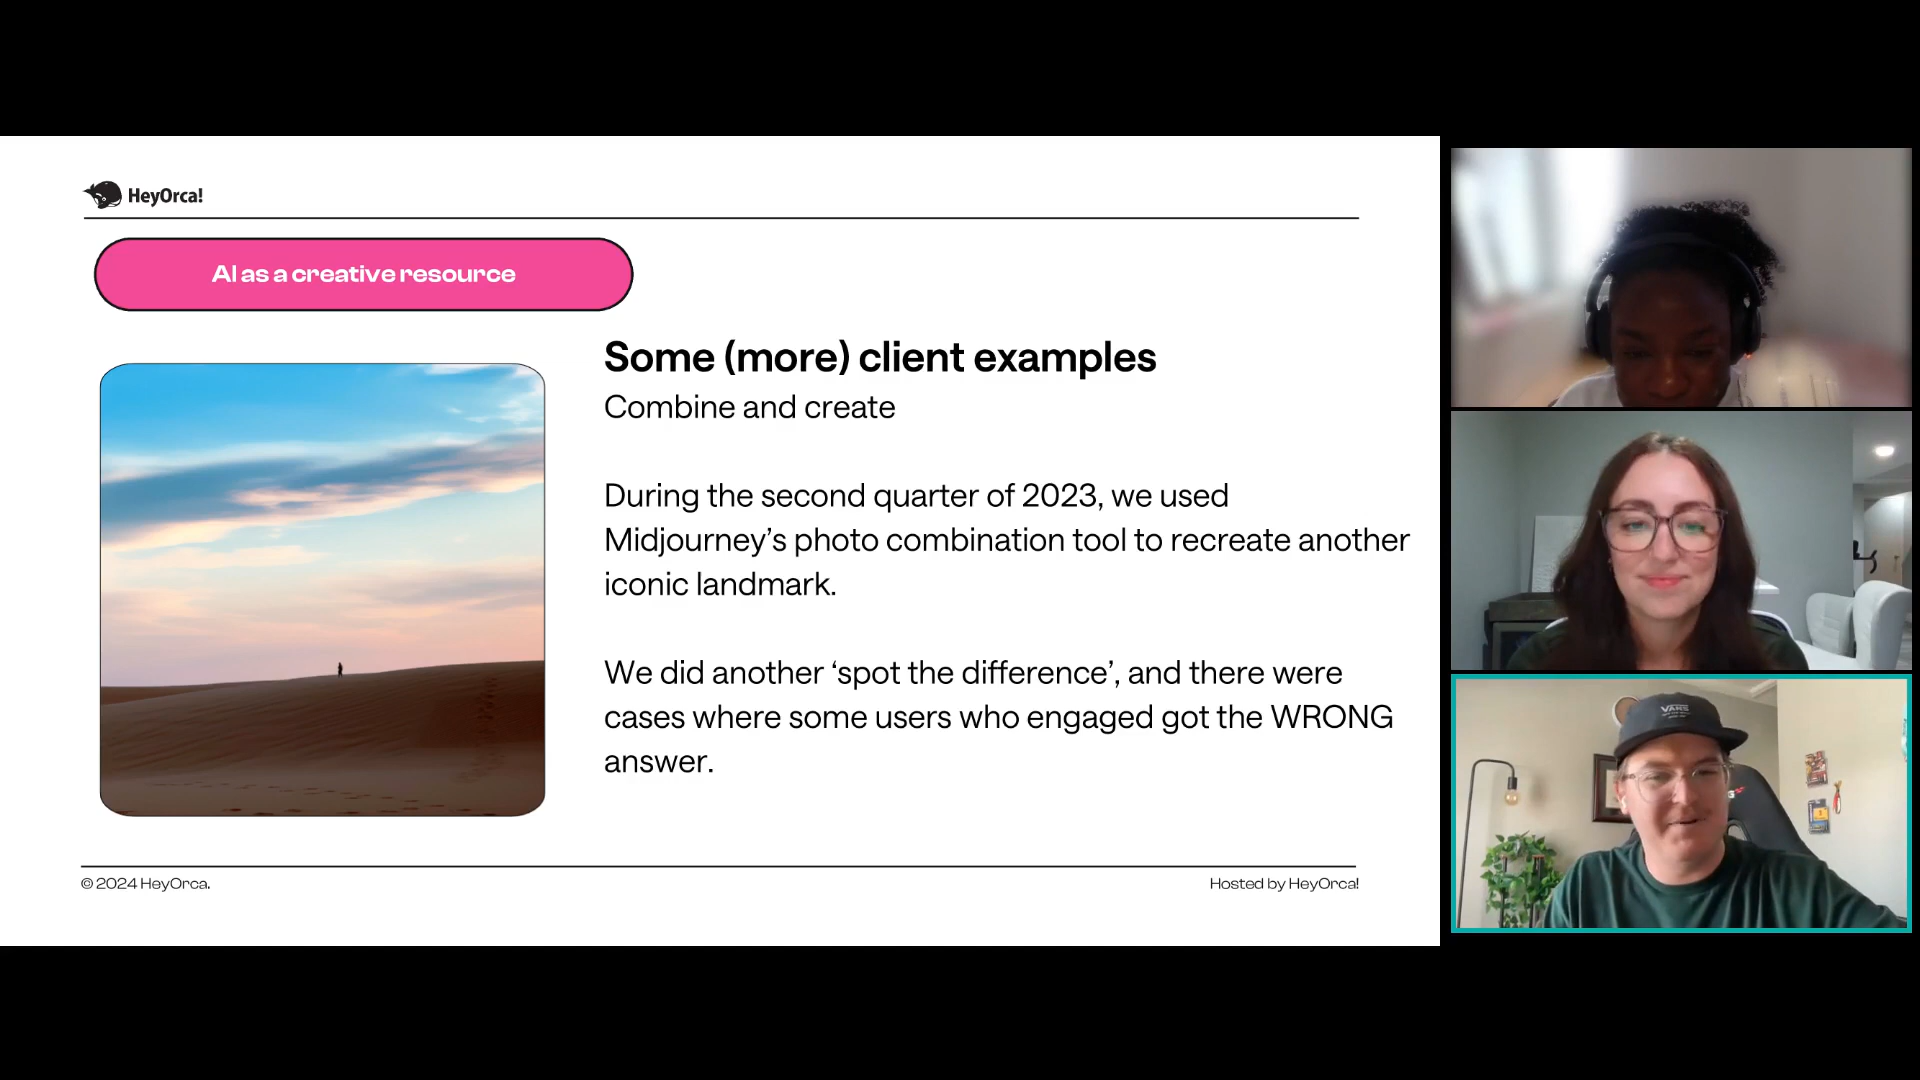 HeyOrca!
AI as a creative resource
Some (more) client examples
Combine and create
During the second quarter of 2023, we used
Midjourney’s photo combination tool to recreate another
iconic landmark.
We did another ‘spot the difference’, and there were
cases where some users who engaged got the WRONG
answer.
© 2024 HeyOrca.
Hosted by HeyOrca!
VANS